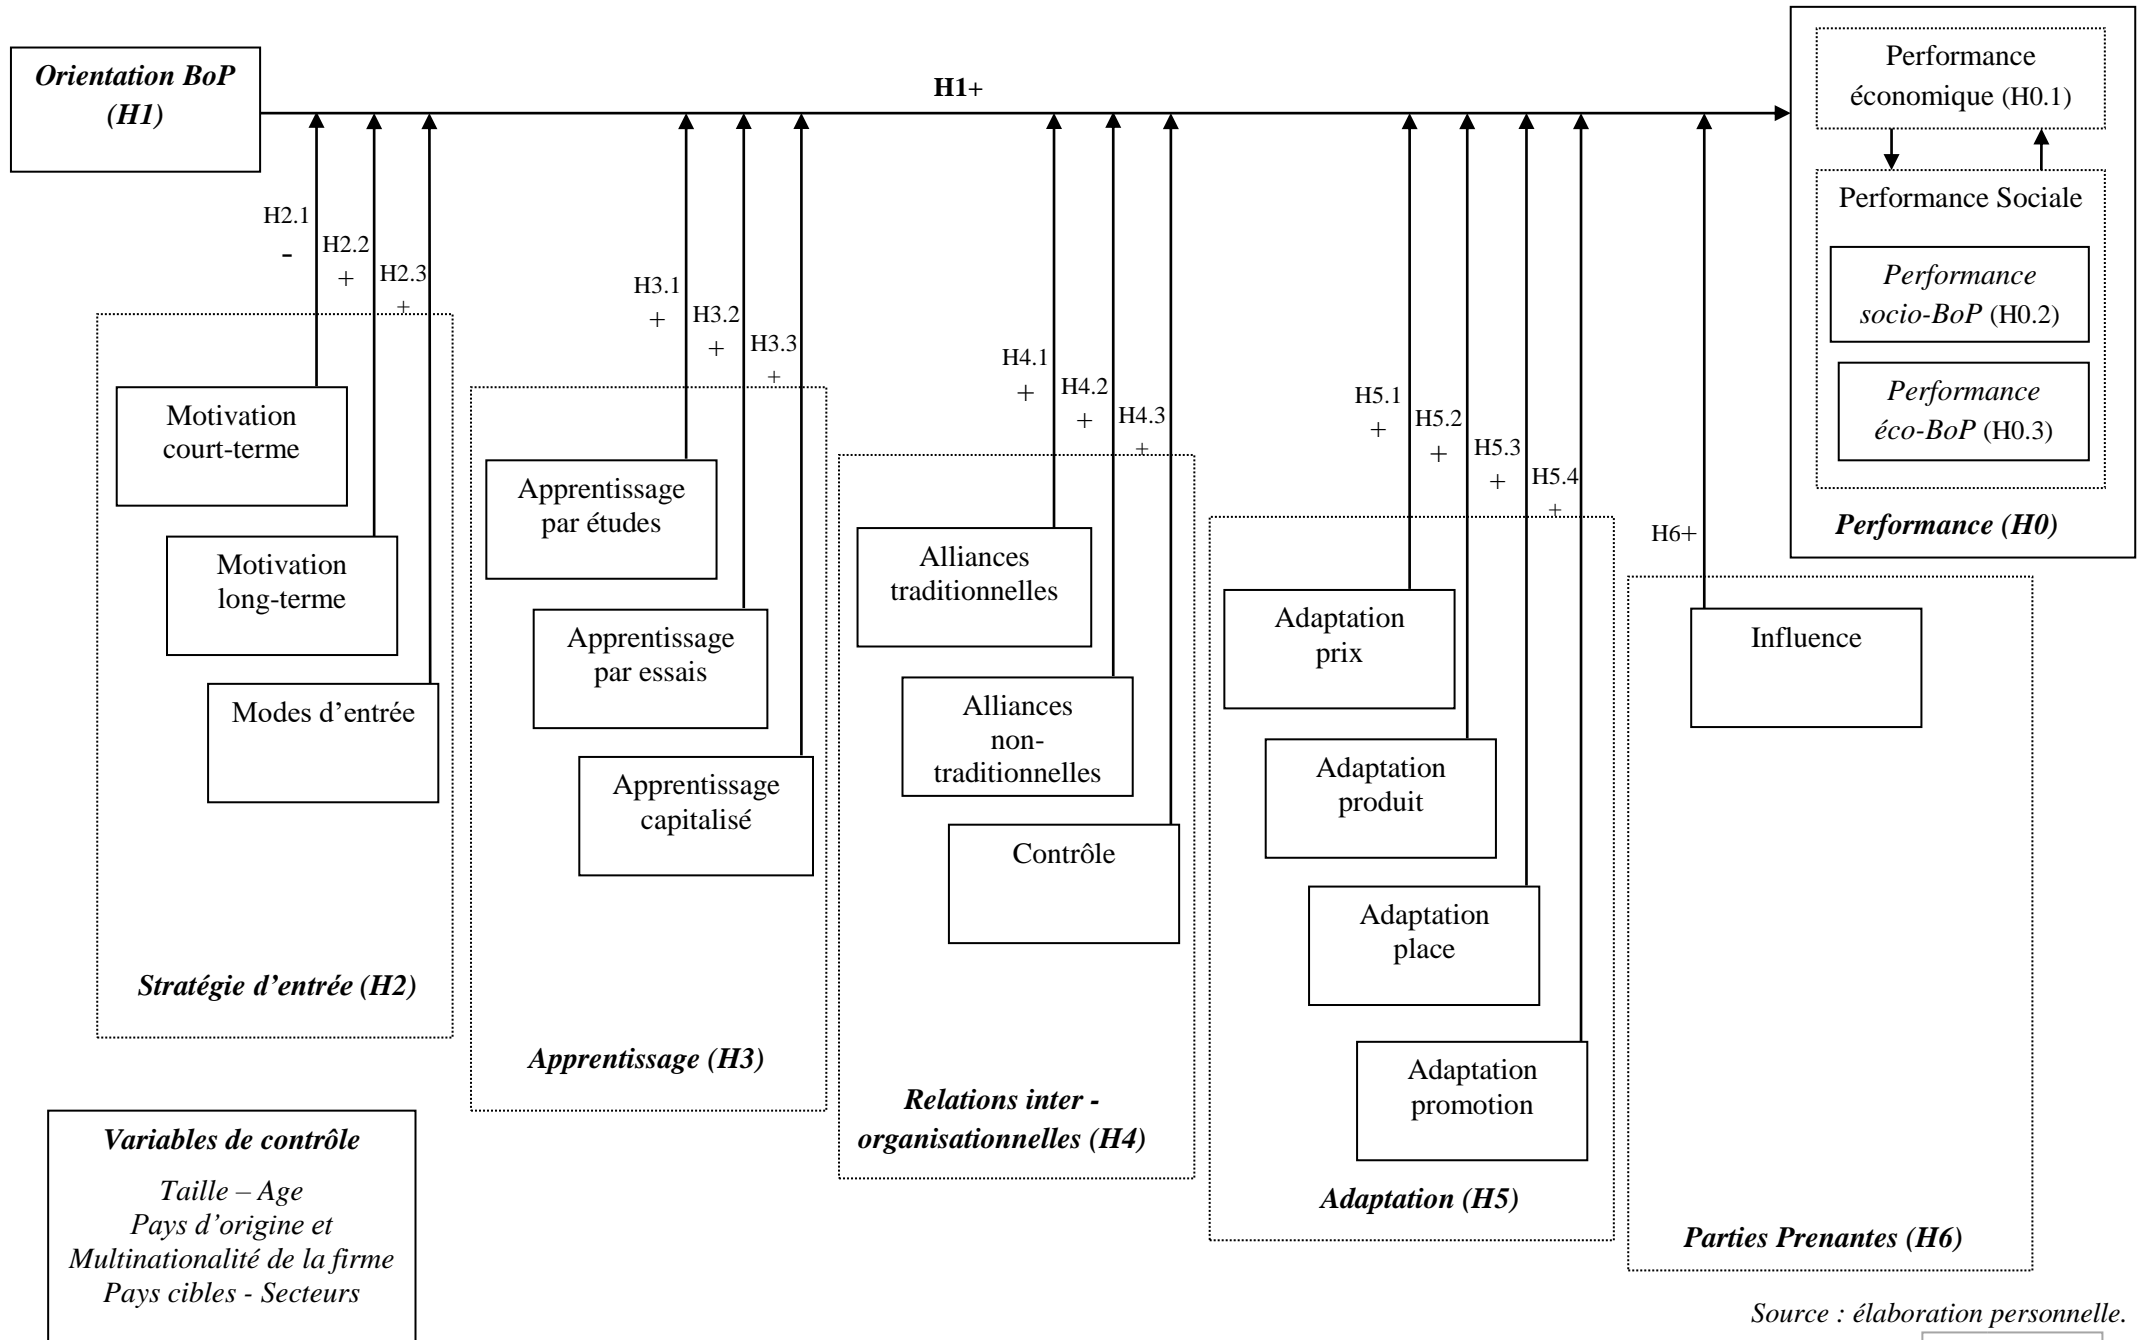 Orientation BoP
(H1)
H1+
Performance
économique (H0.1)
Performance Sociale
Performance
socio-BoP (H0.2)
Performance
éco-BoP (H0.3)
Performance (H0)
H2.1
-
H2.2
+
H2.3
+
Motivation
court-terme
Motivation
long-terme
Modes d’entrée
Stratégie d’entrée (H2)
H3.1
+
H3.2
+
H3.3
+
Apprentissage
par études
Apprentissage
par essais
Apprentissage
capitalisé
Apprentissage (H3)
H4.1
+
H4.2
+
H4.3
+
Alliances
traditionnelles
Alliances
non-
traditionnelles
Contrôle
Relations inter -
organisationnelles (H4)
H5.1
+
H5.2
+
H5.3
+
H5.4
+
Adaptation
prix
Adaptation
produit
Adaptation
place
Adaptation
promotion
Adaptation (H5)
H6+
Influence
Parties Prenantes (H6)
Variables de contrôle
Taille – Age
Pays d’origine et
Multinationalité de la firme
Pays cibles - Secteurs
Source : élaboration personnelle.